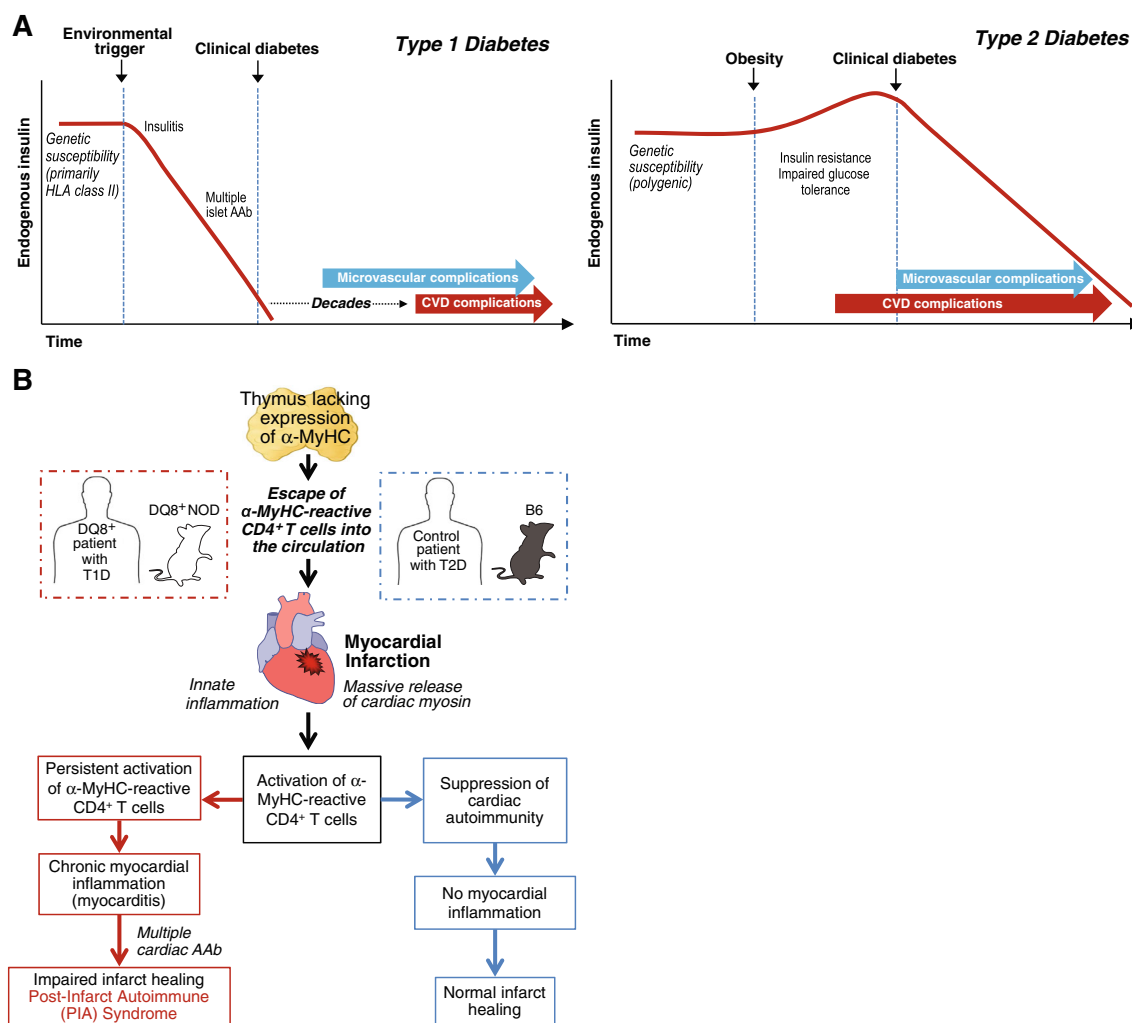 A
Environmental
trigger
Clinical diabetes
Type 1 Diabetes
Endogenous insulin
Insulitis
Genetic
susceptibility
(primarily
HLA class II)
Multiple
islet AAb
Microvascular complications
Decades
CVD complications
Time
Type 2 Diabetes
Obesity
Clinical diabetes
Endogenous insulin
Genetic
susceptibility
(polygenic)
Insulin resistance
Impaired glucose
tolerance
Microvascular complications
CVD complications
Time
B
Thymus lacking
expression
of α-MyHC
DQ8+ NOD
DQ8+
patient
with
T1D
Escape of
α-MyHC-reactive
CD4+ T cells into
the circulation
B6
Control
patient
with T2D
Myocardial
Infarction
Innate
inflammation
Massive release
of cardiac myosin
Persistent activation
of α-MyHC-reactive
CD4+ T cells
Activation of α-
MyHC-reactive
CD4+ T cells
Suppression of
cardiac
autoimmunity
Chronic myocardial
inflammation
(myocarditis)
No myocardial
inflammation
Multiple
cardiac AAb
Impaired infarct healing
Post-Infarct Autoimmune
(PIA) Syndrome
Normal infarct
healing